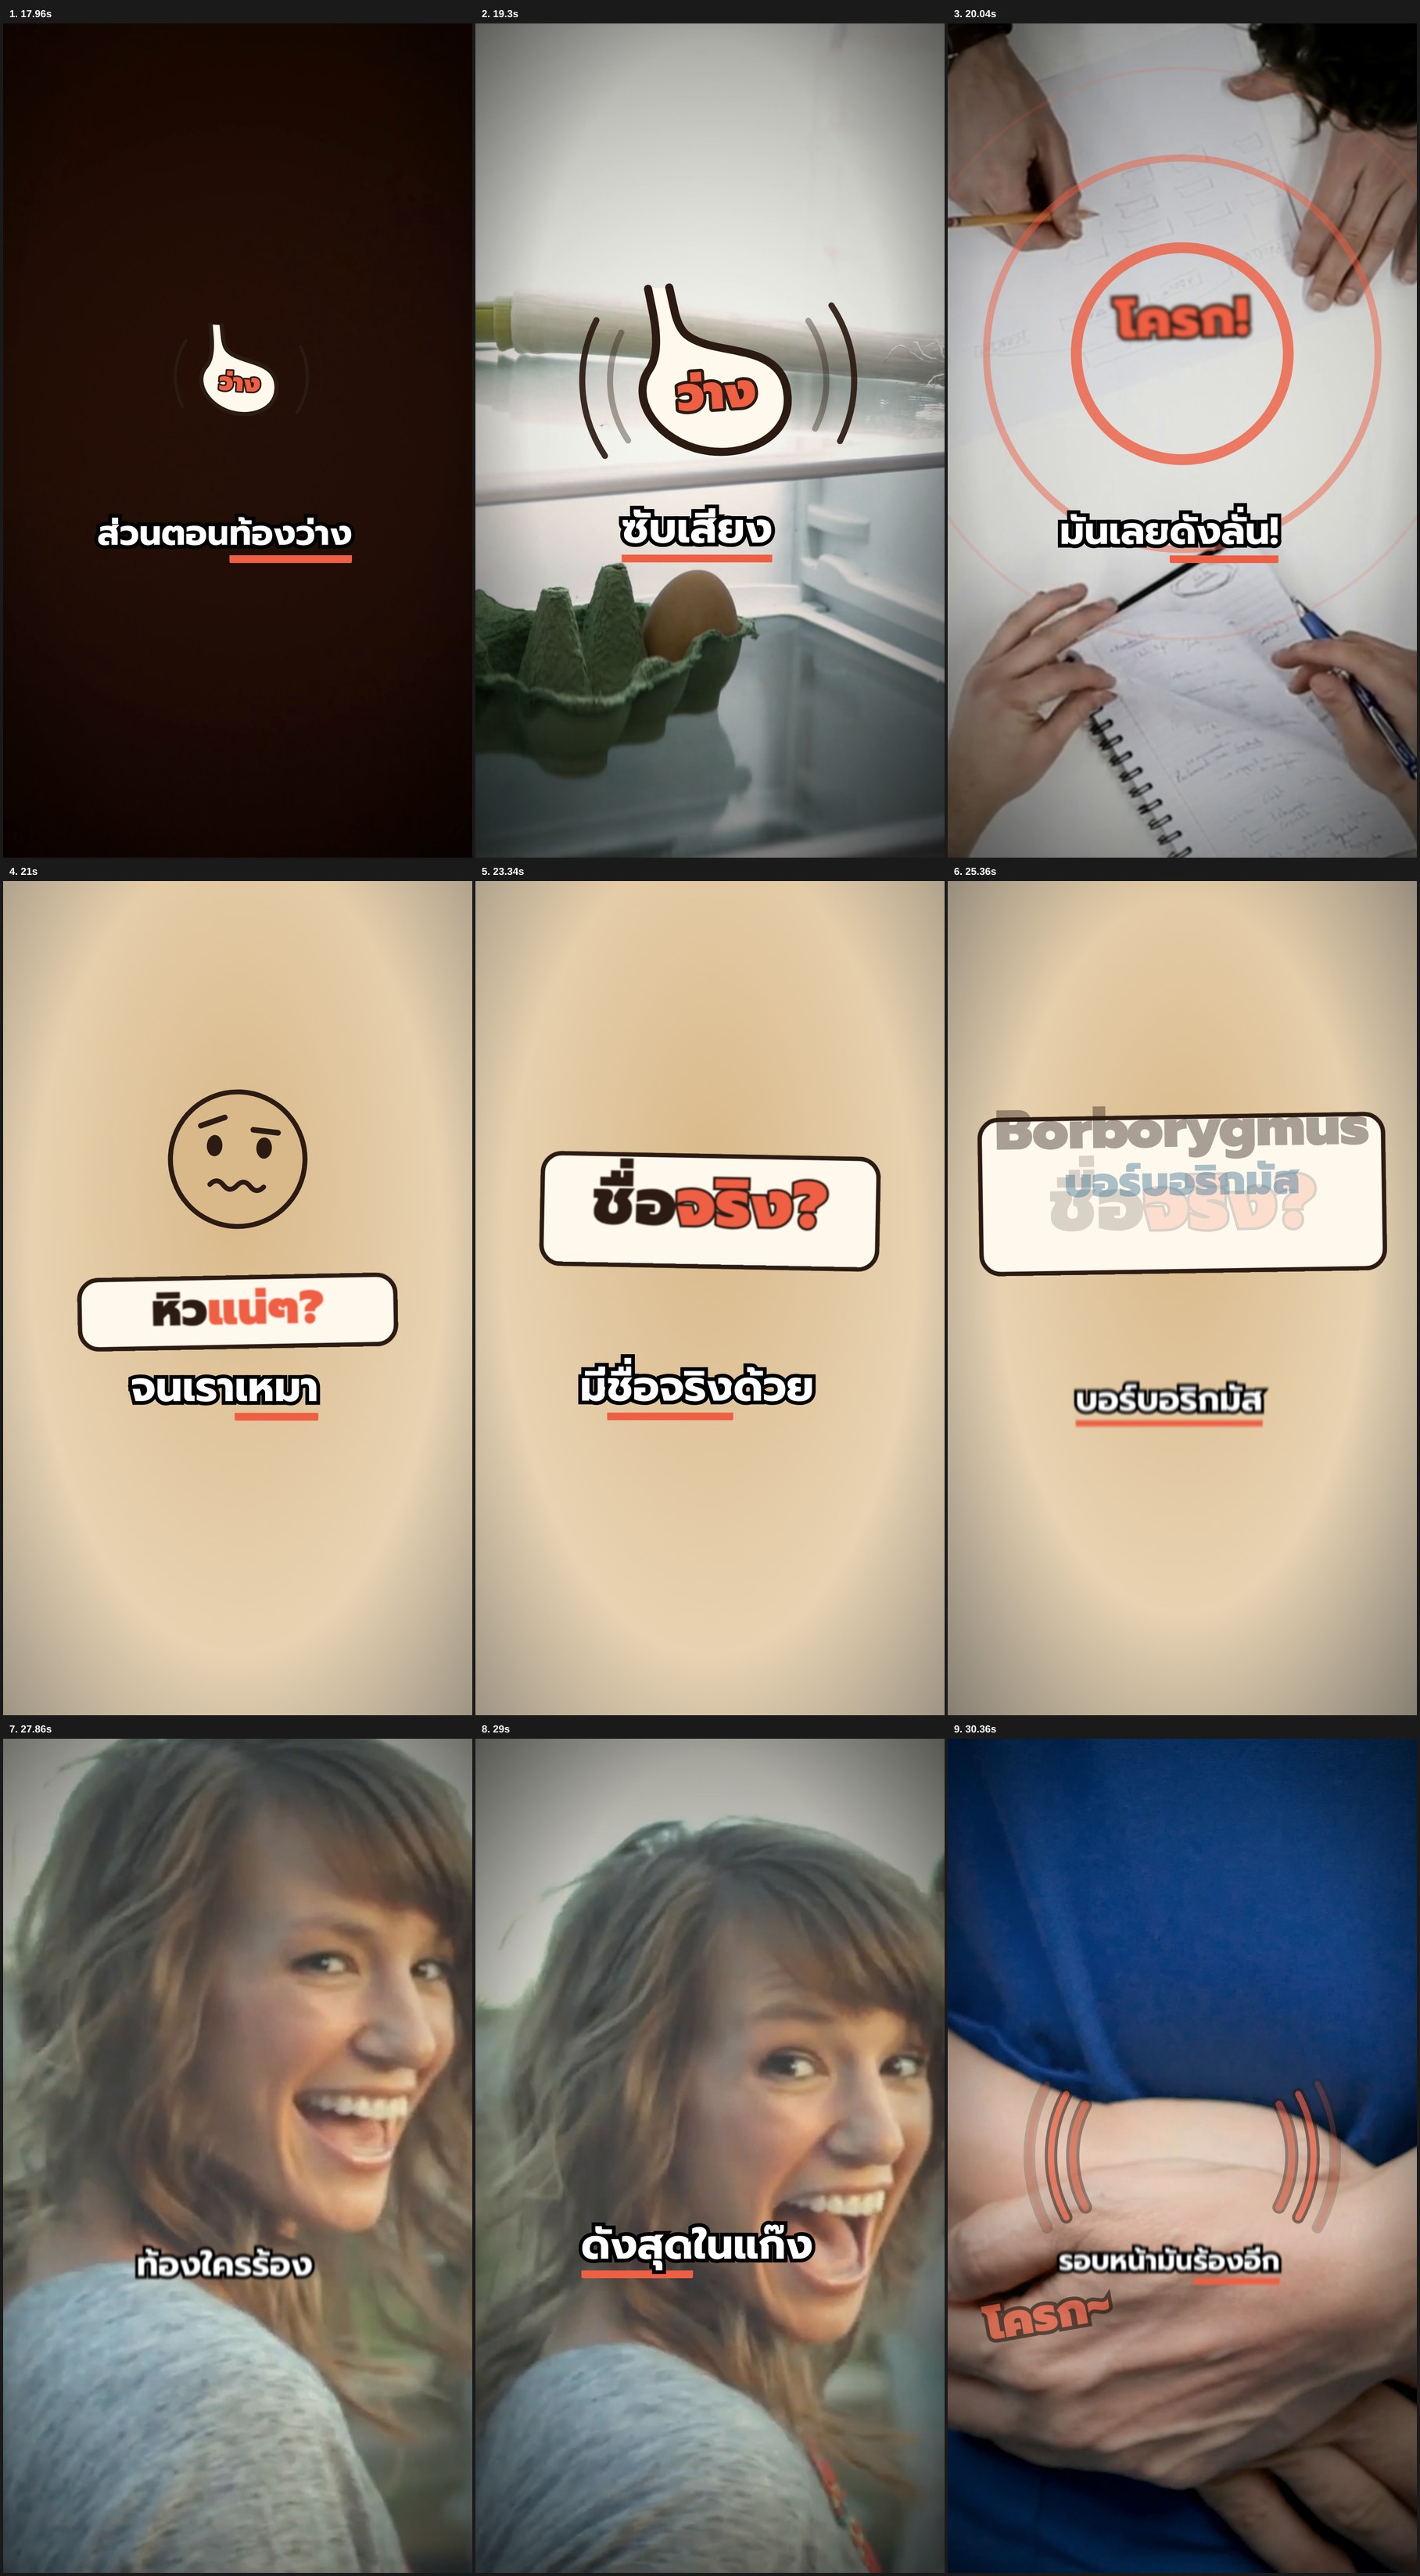 1. 17.96s
ว่าง
ส่วนตอนท้องว่าง
2. 19.3s
ว่าง
ซับเสียง
3. 20.04s
โครก!
มันเลยดังลั่น!
4. 21s
หิวแน่ๆ?
จนเราเหมา
5. 23.34s
ชื่อจริง?
มีชื่อจริงด้วย
6. 25.36s
Borborygmus
บอร์บอริกมัส
ชื่อจริง?
บอร์บอริกมัส
7. 27.86s
ท้องใครร้อง
8. 29s
ดังสุดในแก๊ง
9. 30.36s
รอบหน้ามันร้องอีก
โครก~